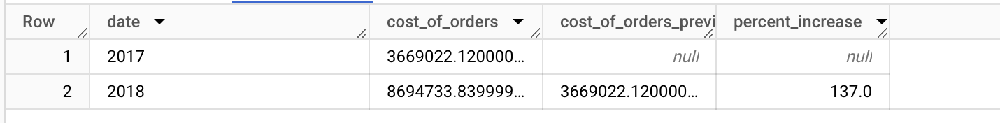 Row date cost_of_orders cost_of_orders_previ percent_increase
1 2017 3669022.120000… null null
2 2018 8694733.839999… 3669022.120000… 137.0